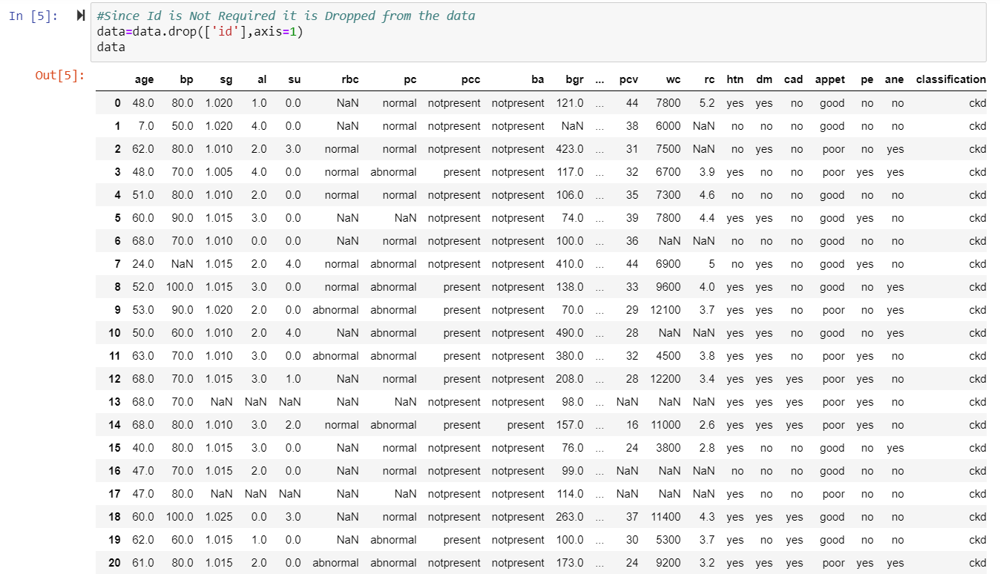 In [5]: #Since Id is Not Required it is Dropped from the data
data=data.drop(['id'],axis=1)
data
Out[5]:
age bp sg al su rbc pc pcc ba bgr ... pcv wc rc htn dm cad appet pe ane classification
0 48.0 80.0 1.020 1.0 0.0 NaN normal notpresent notpresent 121.0 ... 44 7800 5.2 yes yes no good no no ckd
1 7.0 50.0 1.020 4.0 0.0 NaN normal notpresent notpresent NaN ... 38 6000 NaN no no no good no no ckd
2 62.0 80.0 1.010 2.0 3.0 normal normal notpresent notpresent 423.0 ... 31 7500 NaN no yes no poor no yes ckd
3 48.0 70.0 1.005 4.0 0.0 normal abnormal present notpresent 117.0 ... 32 6700 3.9 yes no no poor yes yes ckd
4 51.0 80.0 1.010 2.0 0.0 normal normal notpresent notpresent 106.0 ... 35 7300 4.6 no no no good no no ckd
5 60.0 90.0 1.015 3.0 0.0 NaN NaN notpresent notpresent 74.0 ... 39 7800 4.4 yes yes no good yes no ckd
6 68.0 70.0 1.010 0.0 0.0 NaN normal notpresent notpresent 100.0 ... 36 NaN NaN no no no good no no ckd
7 24.0 NaN 1.015 2.0 4.0 normal abnormal notpresent notpresent 410.0 ... 44 6900 5 no yes no good yes no ckd
8 52.0 100.0 1.015 3.0 0.0 normal abnormal present notpresent 138.0 ... 33 9600 4.0 yes yes no good no yes ckd
9 53.0 90.0 1.020 2.0 0.0 abnormal abnormal present notpresent 70.0 ... 29 12100 3.7 yes yes no poor no yes ckd
10 50.0 60.0 1.010 2.0 4.0 NaN abnormal present notpresent 490.0 ... 28 NaN NaN yes yes no good no yes ckd
11 63.0 70.0 1.010 3.0 0.0 abnormal abnormal present notpresent 380.0 ... 32 4500 3.8 yes yes no poor yes no ckd
12 68.0 70.0 1.015 3.0 1.0 NaN normal present notpresent 208.0 ... 28 12200 3.4 yes yes yes poor yes no ckd
13 68.0 70.0 NaN NaN NaN NaN NaN notpresent notpresent 98.0 ... NaN NaN NaN yes yes yes poor yes no ckd
14 68.0 80.0 1.010 3.0 2.0 normal abnormal present present 157.0 ... 16 11000 2.6 yes yes yes poor yes no ckd
15 40.0 80.0 1.015 3.0 0.0 NaN normal notpresent notpresent 76.0 ... 24 3800 2.8 yes no no good no yes ckd
16 47.0 70.0 1.015 2.0 0.0 NaN normal notpresent notpresent 99.0 ... NaN NaN NaN no no no good no no ckd
17 47.0 80.0 NaN NaN NaN NaN NaN notpresent notpresent 114.0 ... NaN NaN NaN yes no no poor no no ckd
18 60.0 100.0 1.025 0.0 3.0 NaN normal notpresent notpresent 263.0 ... 37 11400 4.3 yes yes yes good no no ckd
19 62.0 60.0 1.015 1.0 0.0 NaN abnormal present notpresent 100.0 ... 30 5300 3.7 yes no yes good no no ckd
20 61.0 80.0 1.015 2.0 0.0 abnormal abnormal notpresent notpresent 173.0 ... 24 9200 3.2 yes yes yes poor yes yes ckd